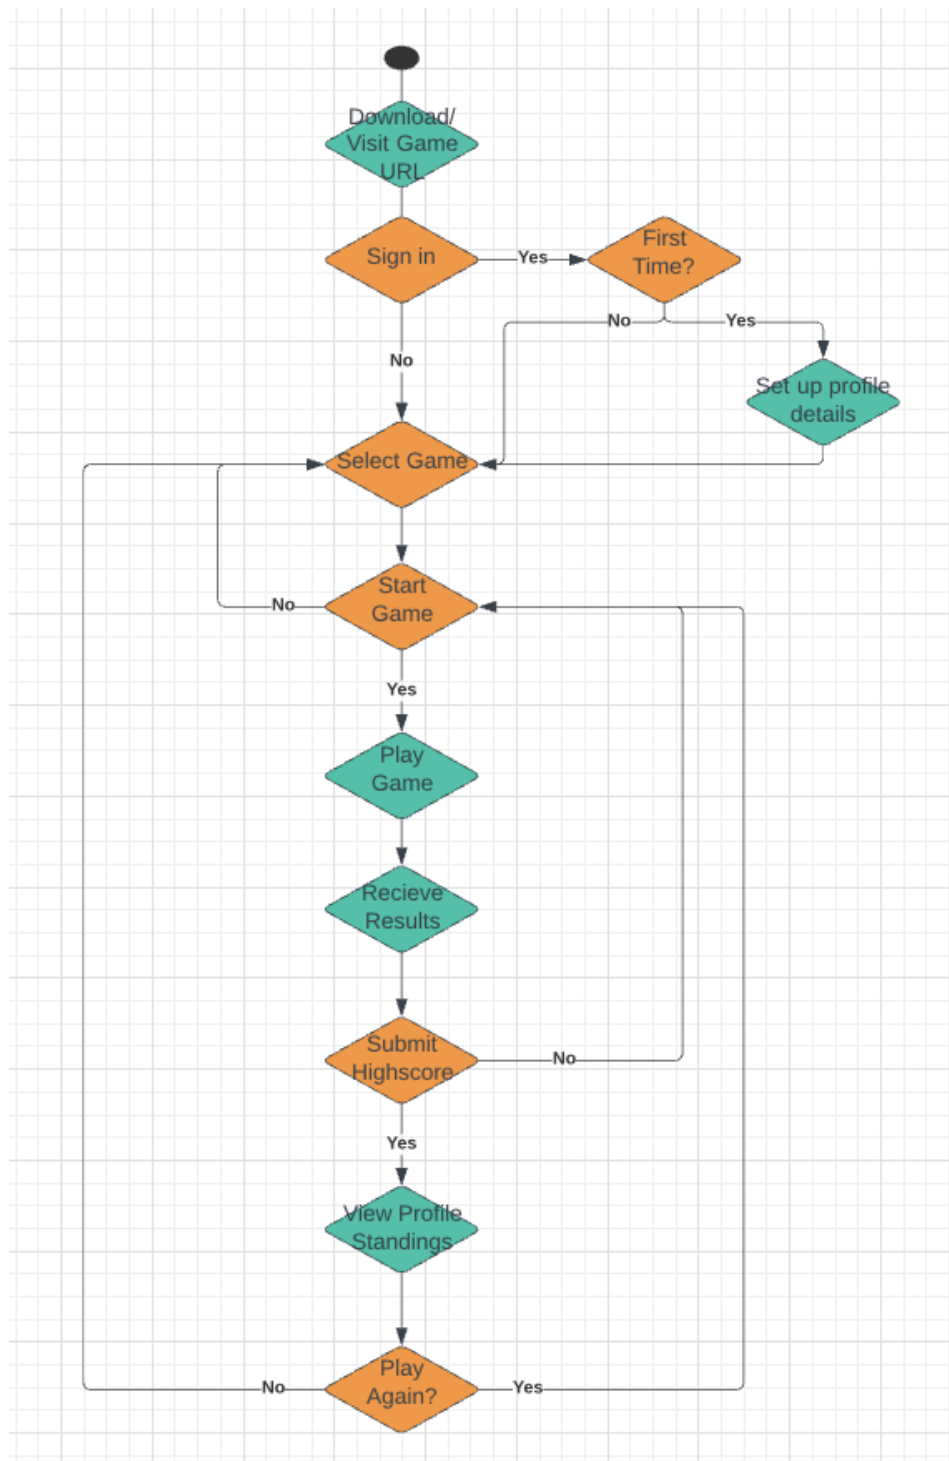 Download/
Visit Game
URL
Sign in
Yes
First
Time?
No
Yes
No
Set up profile
details
Select Game
Start
Game
No
Yes
Play
Game
Recieve
Results
Submit
Highscore
No
Yes
View Profile
Standings
Play
Again?
No
Yes